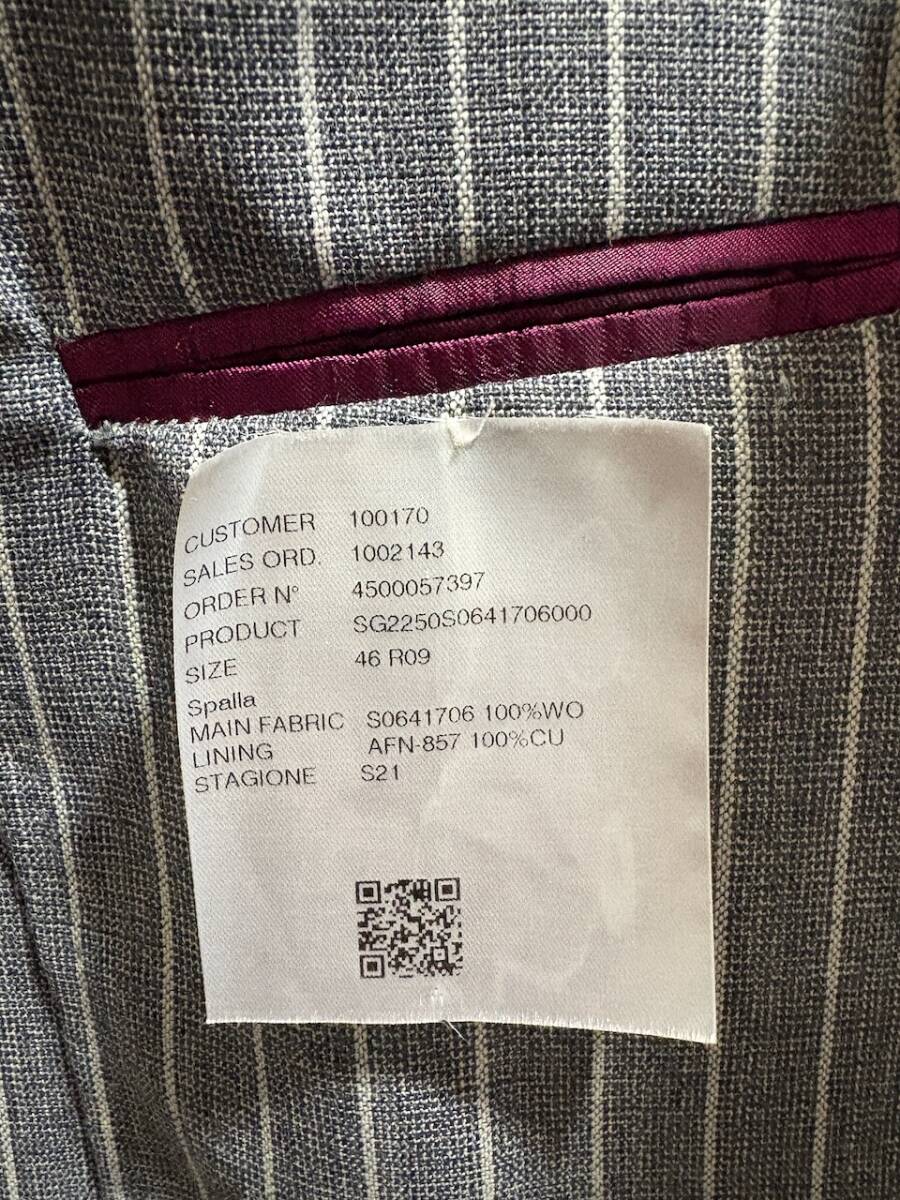 CUSTOMER 100170
SALES ORD. 1002143
ORDER N° 4500057397
PRODUCT SG2250S0641706000
SIZE 46 R09
Spalla
MAIN FABRIC S0641706 100%WO
LINING AFN-857 100%CU
STAGIONE S21